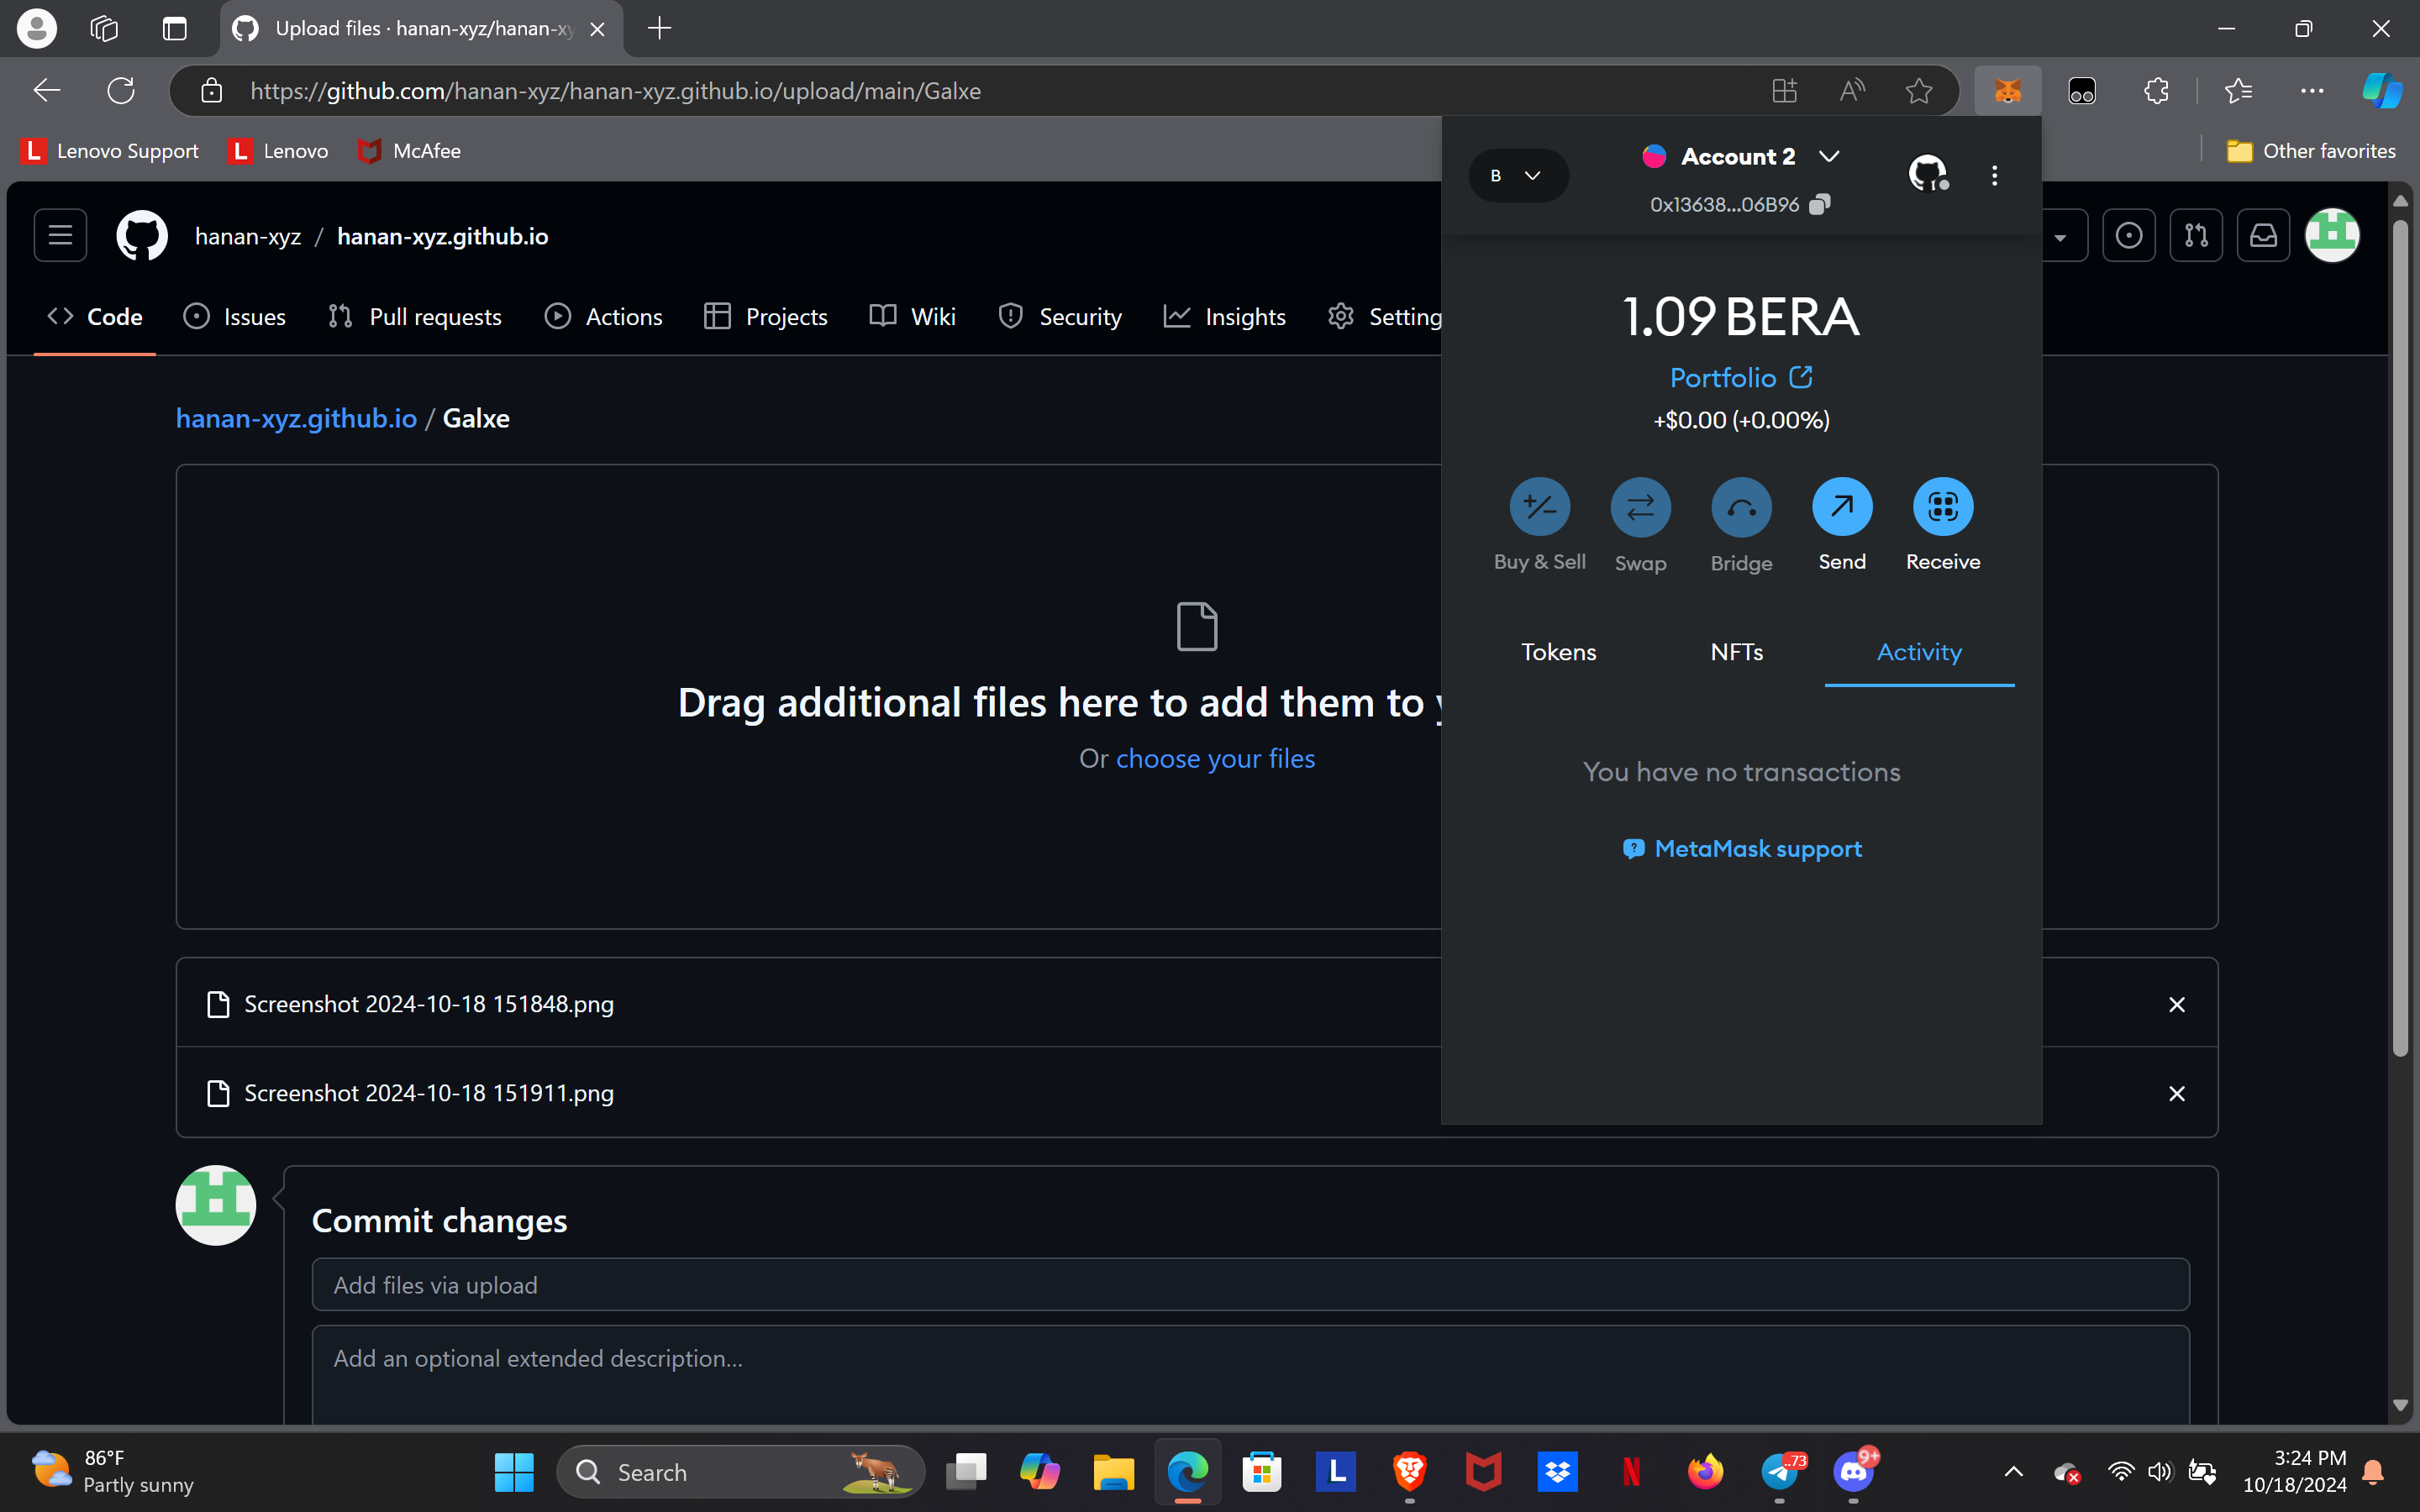 Upload files · hanan-xyz/hanan-xy
https://github.com/hanan-xyz/hanan-xyz.github.io/upload/main/Galxe
Lenovo Support
Lenovo
McAfee
Other favorites
hanan-xyz / hanan-xyz.github.io
Code
Issues
Pull requests
Actions
Projects
Wiki
Security
Insights
Setting
hanan-xyz.github.io / Galxe
Drag additional files here to add them to y
Or choose your files
Screenshot 2024-10-18 151848.png
Screenshot 2024-10-18 151911.png
Commit changes
Add files via upload
Add an optional extended description...
B
Account 2
0x13638...06B96
1.09 BERA
Portfolio
+$0.00 (+0.00%)
Buy & Sell
Swap
Bridge
Send
Receive
Tokens
NFTs
Activity
You have no transactions
MetaMask support
86°F
Partly sunny
Search
L
N
..73
9+
3:24 PM
10/18/2024